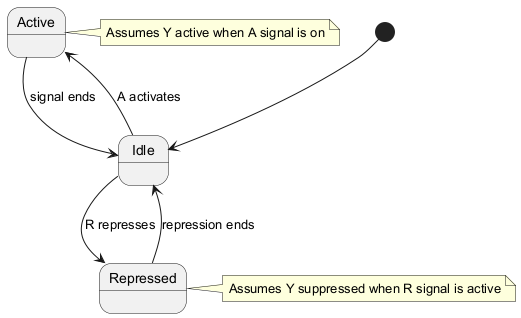 Active
Assumes Y active when A signal is on
signal ends
A activates
Idle
R represses
repression ends
Repressed
Assumes Y suppressed when R signal is active